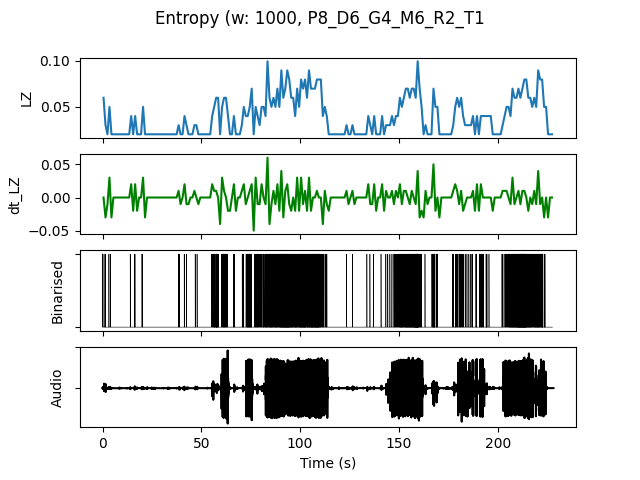 Entropy (w: 1000, P8_D6_G4_M6_R2_T1
0.10
0.05
LZ
0.05
0.00
−0.05
dt_LZ
Binarised
Audio
0 50 100 150 200
Time (s)